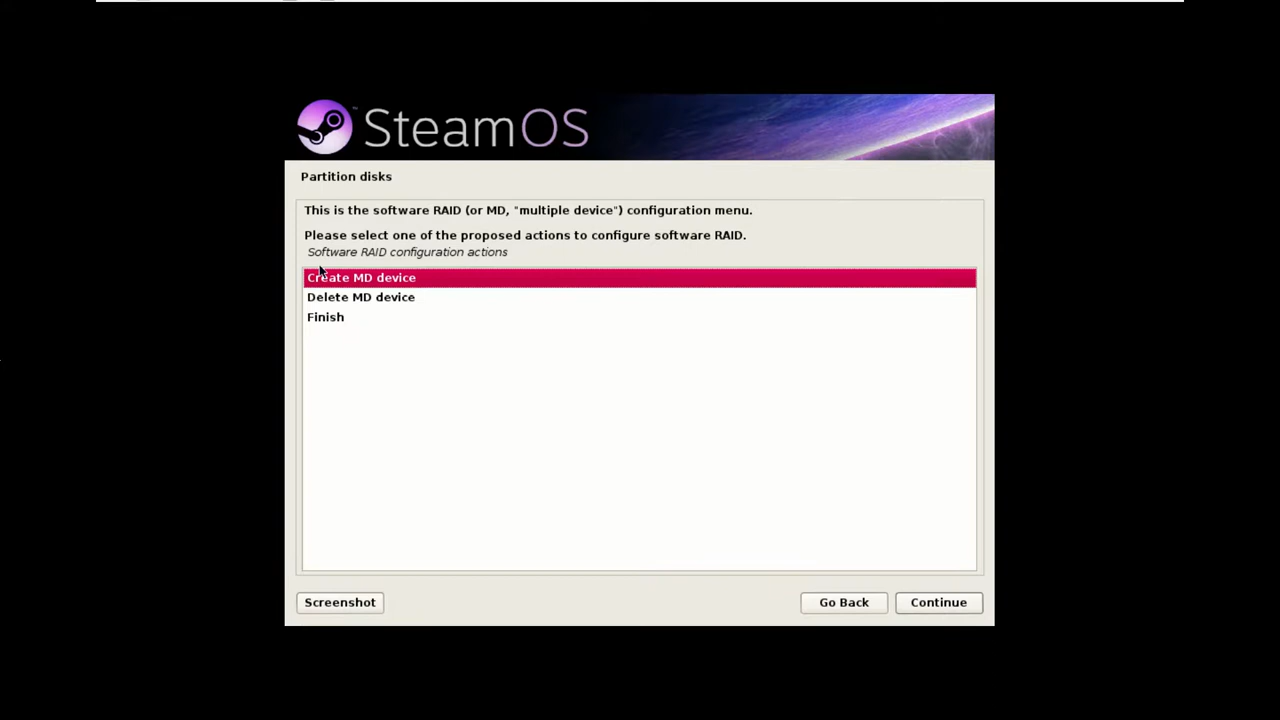 SteamOS™
Partition disks
This is the software RAID (or MD, "multiple device") configuration menu.
Please select one of the proposed actions to configure software RAID.
Software RAID configuration actions
Create MD device
Delete MD device
Finish
Screenshot
Go Back
Continue